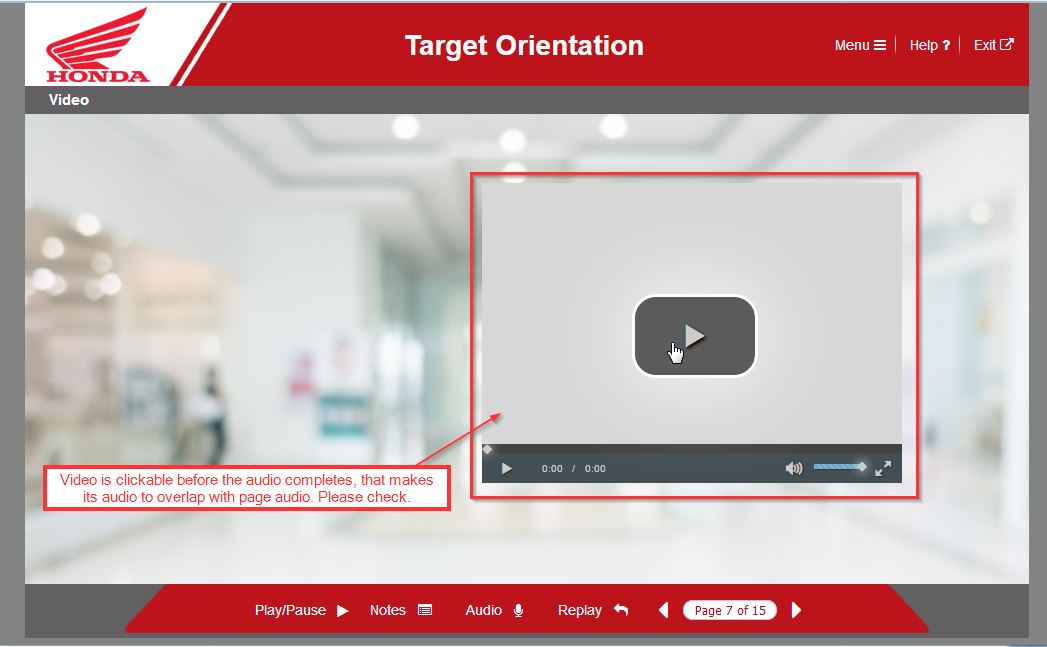 HONDA
Target Orientation
Menu
Help ?
Exit
Video
0:00 / 0:00
Video is clickable before the audio completes, that makes
its audio to overlap with page audio. Please check.
Play/Pause
Notes
Audio
Replay
Page 7 of 15